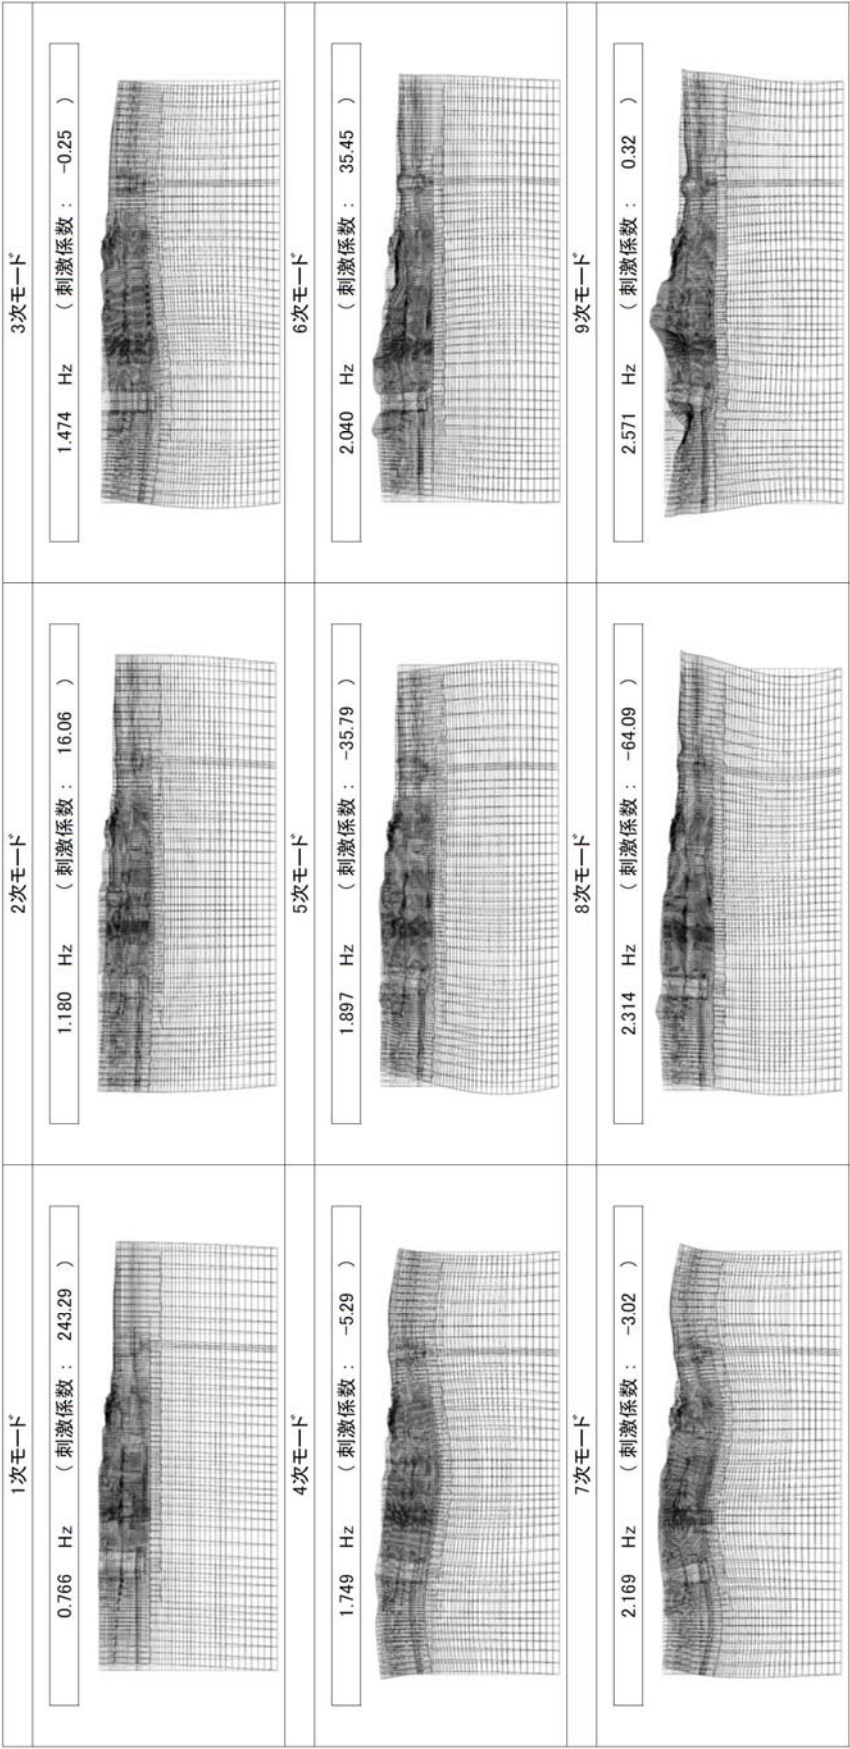 1次モード
0.766 Hz ( 刺激係数 : 243.29 )
2次モード
1.180 Hz ( 刺激係数 : 16.06 )
3次モード
1.474 Hz ( 刺激係数 : -0.25 )
4次モード
1.749 Hz ( 刺激係数 : -5.29 )
5次モード
1.897 Hz ( 刺激係数 : -35.79 )
6次モード
2.040 Hz ( 刺激係数 : 35.45 )
7次モード
2.169 Hz ( 刺激係数 : -3.02 )
8次モード
2.314 Hz ( 刺激係数 : -64.09 )
9次モード
2.571 Hz ( 刺激係数 : 0.32 )